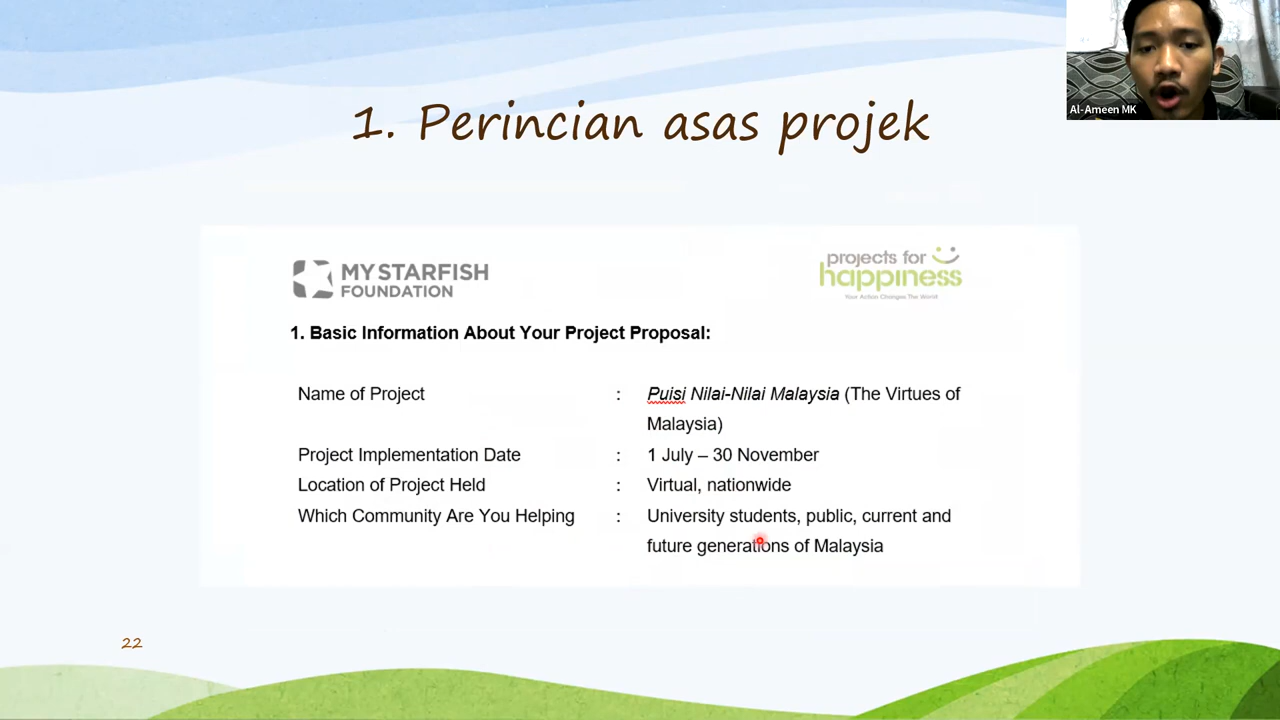 Al-Ameen MK
1. Perincian asas projek
MY STARFISH
FOUNDATION
projects for
happiness
Your Action Changes The World
1. Basic Information About Your Project Proposal:
Name of Project : Puisi Nilai-Nilai Malaysia (The Virtues of
Malaysia)
Project Implementation Date : 1 July – 30 November
Location of Project Held : Virtual, nationwide
Which Community Are You Helping : University students, public, current and
future generations of Malaysia
22